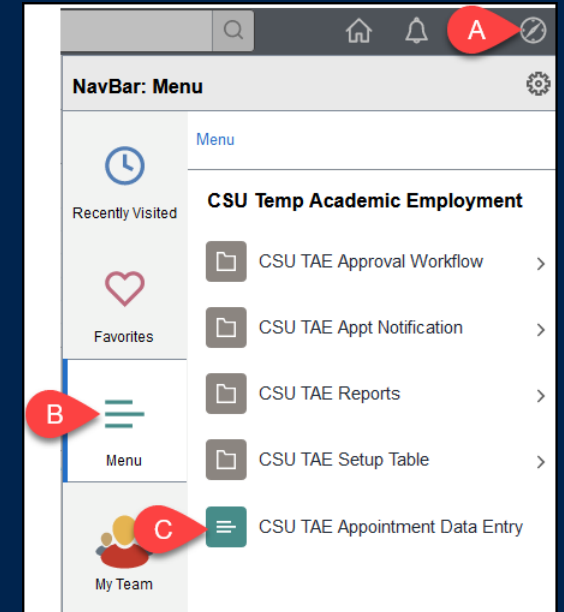 A
NavBar: Menu
Menu
Recently Visited
CSU Temp Academic Employment
CSU TAE Approval Workflow
Favorites
CSU TAE Appt Notification
CSU TAE Reports
B
Menu
CSU TAE Setup Table
C
CSU TAE Appointment Data Entry
My Team